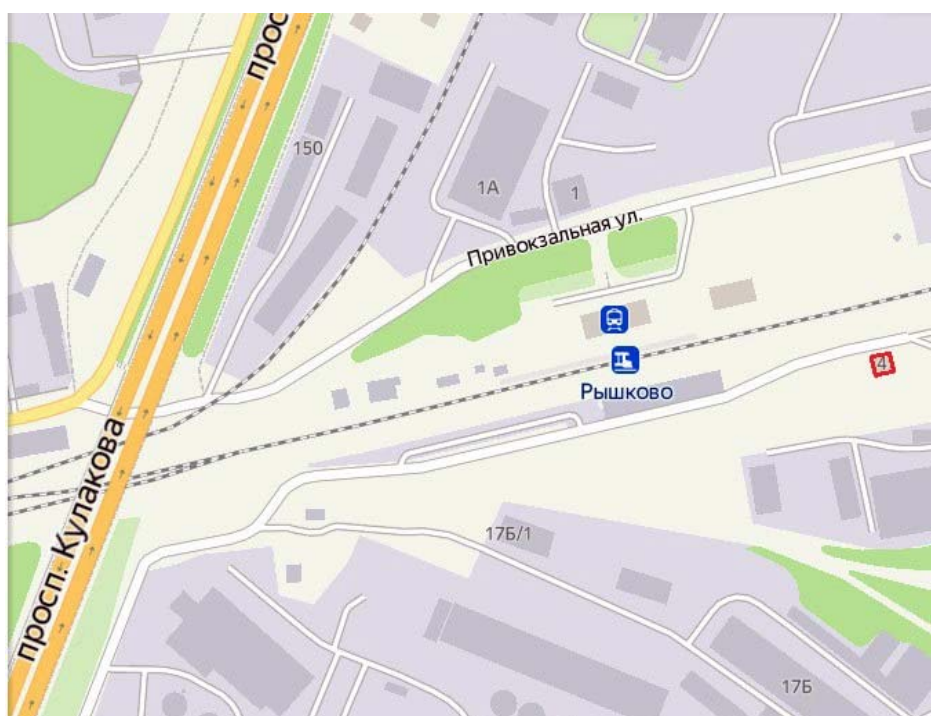 просп
150
1А
1
Привокзальная ул.
Рышково
4
просп. Кулакова
17Б/1
17Б